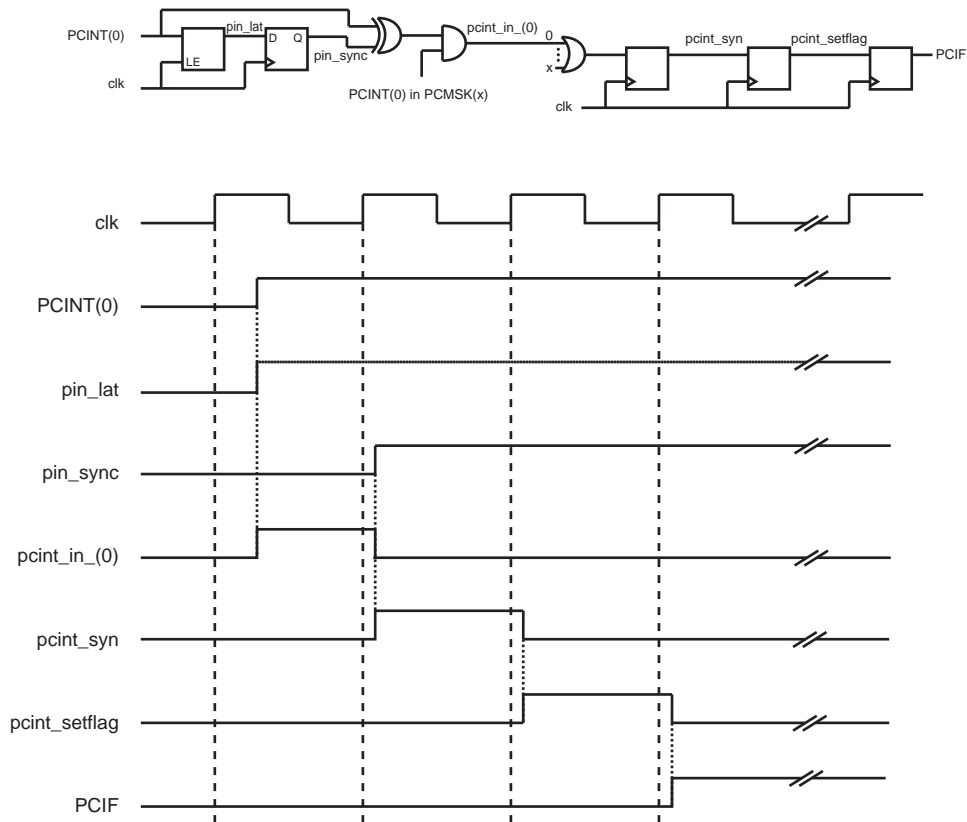 PCINT(0)
pin_lat
D Q
LE
pin_sync
clk
PCINT(0) in PCMSK(x)
pcint_in_(0)
0
x
clk
pcint_syn
pcint_setflag
PCIF
clk
PCINT(0)
pin_lat
pin_sync
pcint_in_(0)
pcint_syn
pcint_setflag
PCIF